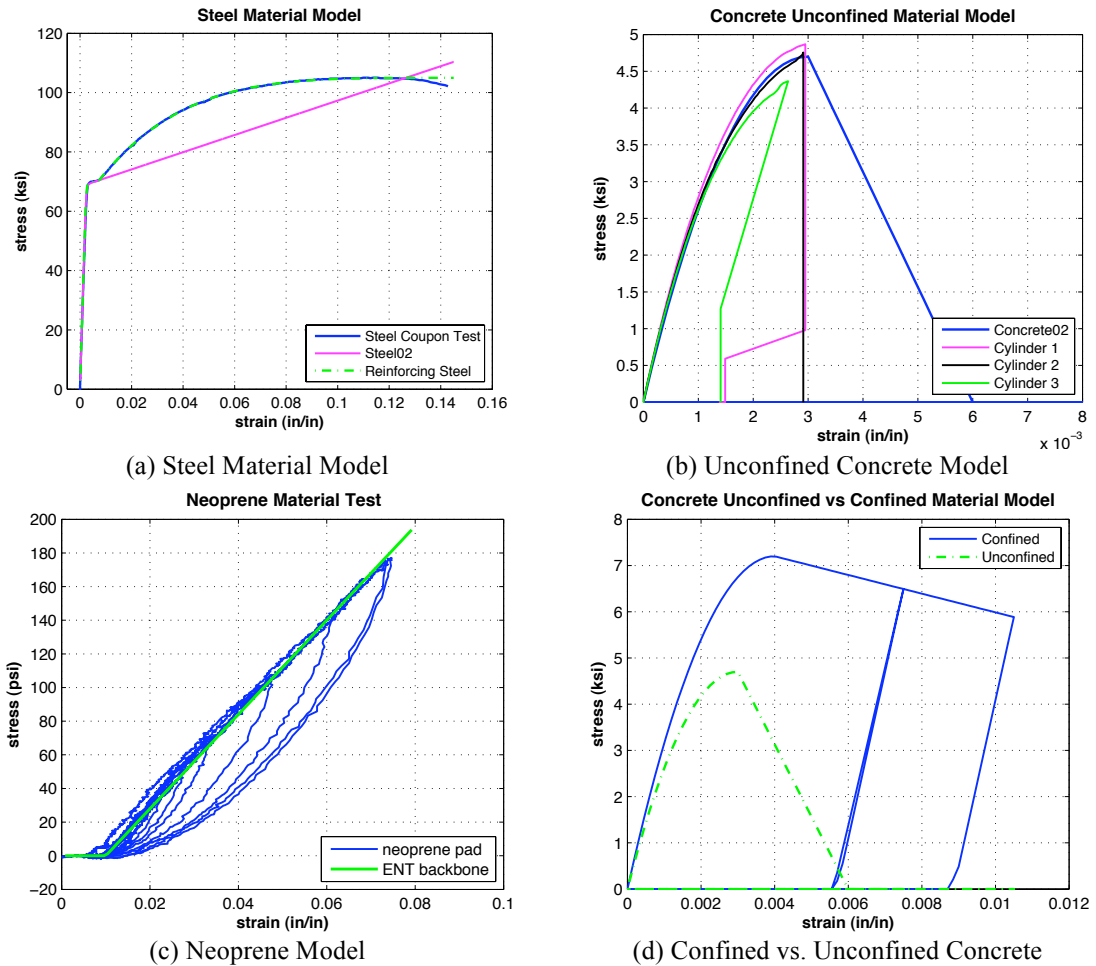 Steel Material Model
120
100
80
60
40
20
0
stress (ksi)
0 0.02 0.04 0.06 0.08 0.1 0.12 0.14 0.16
strain (in/in)
Steel Coupon Test
Steel02
Reinforcing Steel
(a) Steel Material Model
Concrete Unconfined Material Model
5
4.5
4
3.5
3
2.5
2
1.5
1
0.5
0
stress (ksi)
0 1 2 3 4 5 6 7 8
strain (in/in)
x 10⁻³
Concrete02
Cylinder 1
Cylinder 2
Cylinder 3
(b) Unconfined Concrete Model
Neoprene Material Test
200
180
160
140
120
100
80
60
40
20
0
−20
stress (psi)
0 0.02 0.04 0.06 0.08 0.1
strain (in/in)
neoprene pad
ENT backbone
(c) Neoprene Model
Concrete Unconfined vs Confined Material Model
8
7
6
5
4
3
2
1
0
stress (ksi)
0 0.002 0.004 0.006 0.008 0.01 0.012
strain (in/in)
Confined
Unconfined
(d) Confined vs. Unconfined Concrete